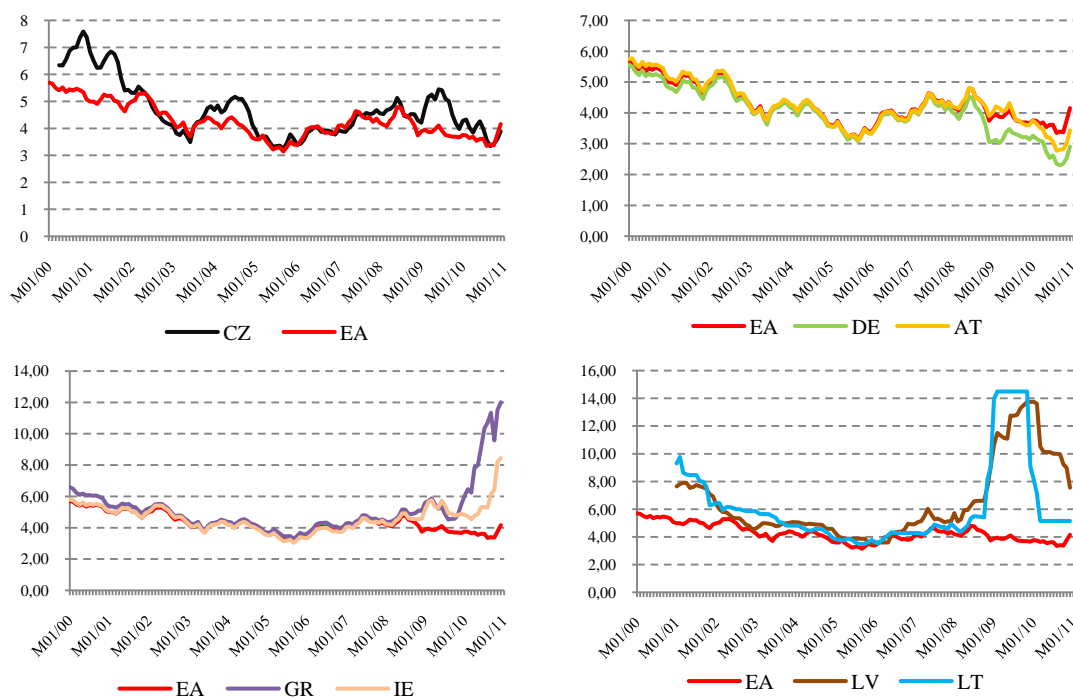 8
7
6
5
4
3
2
1
0
M01/00
M01/01
M01/02
M01/03
M01/04
M01/05
M01/06
M01/07
M01/08
M01/09
M01/10
M01/11
CZ EA
7,00
6,00
5,00
4,00
3,00
2,00
1,00
0,00
M01/00
M01/01
M01/02
M01/03
M01/04
M01/05
M01/06
M01/07
M01/08
M01/09
M01/10
M01/11
EA DE AT
14,00
12,00
10,00
8,00
6,00
4,00
2,00
0,00
M01/00
M01/01
M01/02
M01/03
M01/04
M01/05
M01/06
M01/07
M01/08
M01/09
M01/10
M01/11
EA GR IE
16,00
14,00
12,00
10,00
8,00
6,00
4,00
2,00
0,00
M01/00
M01/01
M01/02
M01/03
M01/04
M01/05
M01/06
M01/07
M01/08
M01/09
M01/10
M01/11
EA LV LT